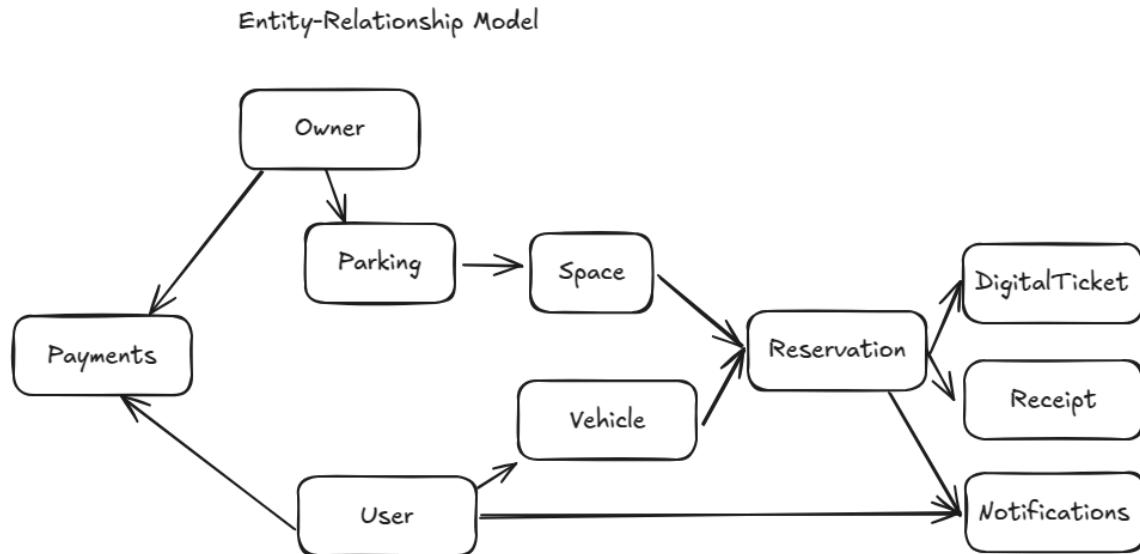 Entity-Relationship Model
Owner
Parking
Space
DigitalTicket
Payments
Reservation
Receipt
Vehicle
User
Notifications